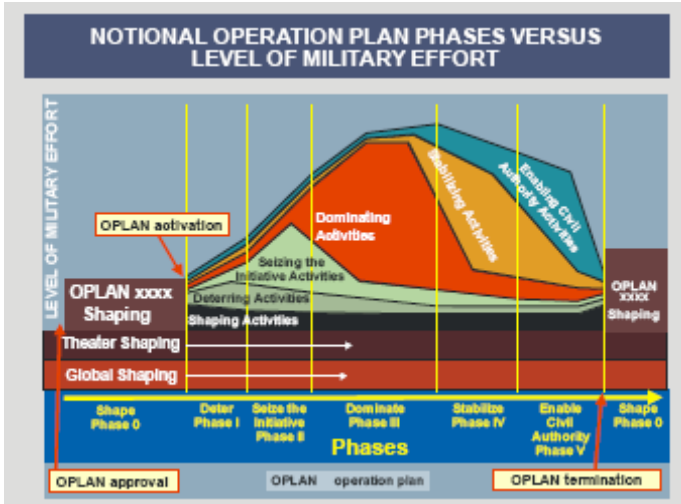 NOTIONAL OPERATION PLAN PHASES VERSUS
LEVEL OF MILITARY EFFORT
LEVEL OF MILITARY EFFORT
OPLAN activation
Enabling Civil
Authority Activities
Stabilizing Activities
Dominating
Activities
Seizing the
Initiative Activities
Deterring Activities
Shaping Activities
OPLAN xxxx
Shaping
OPLAN
xxxx
Shaping
Theater Shaping
Global Shaping
Shape
Phase 0
Deter
Phase I
Seize the
Initiative
Phase II
Dominate
Phase III
Stabilize
Phase IV
Enable
Civil
Authority
Phase V
Shape
Phase 0
Phases
OPLAN approval
OPLAN operation plan
OPLAN termination